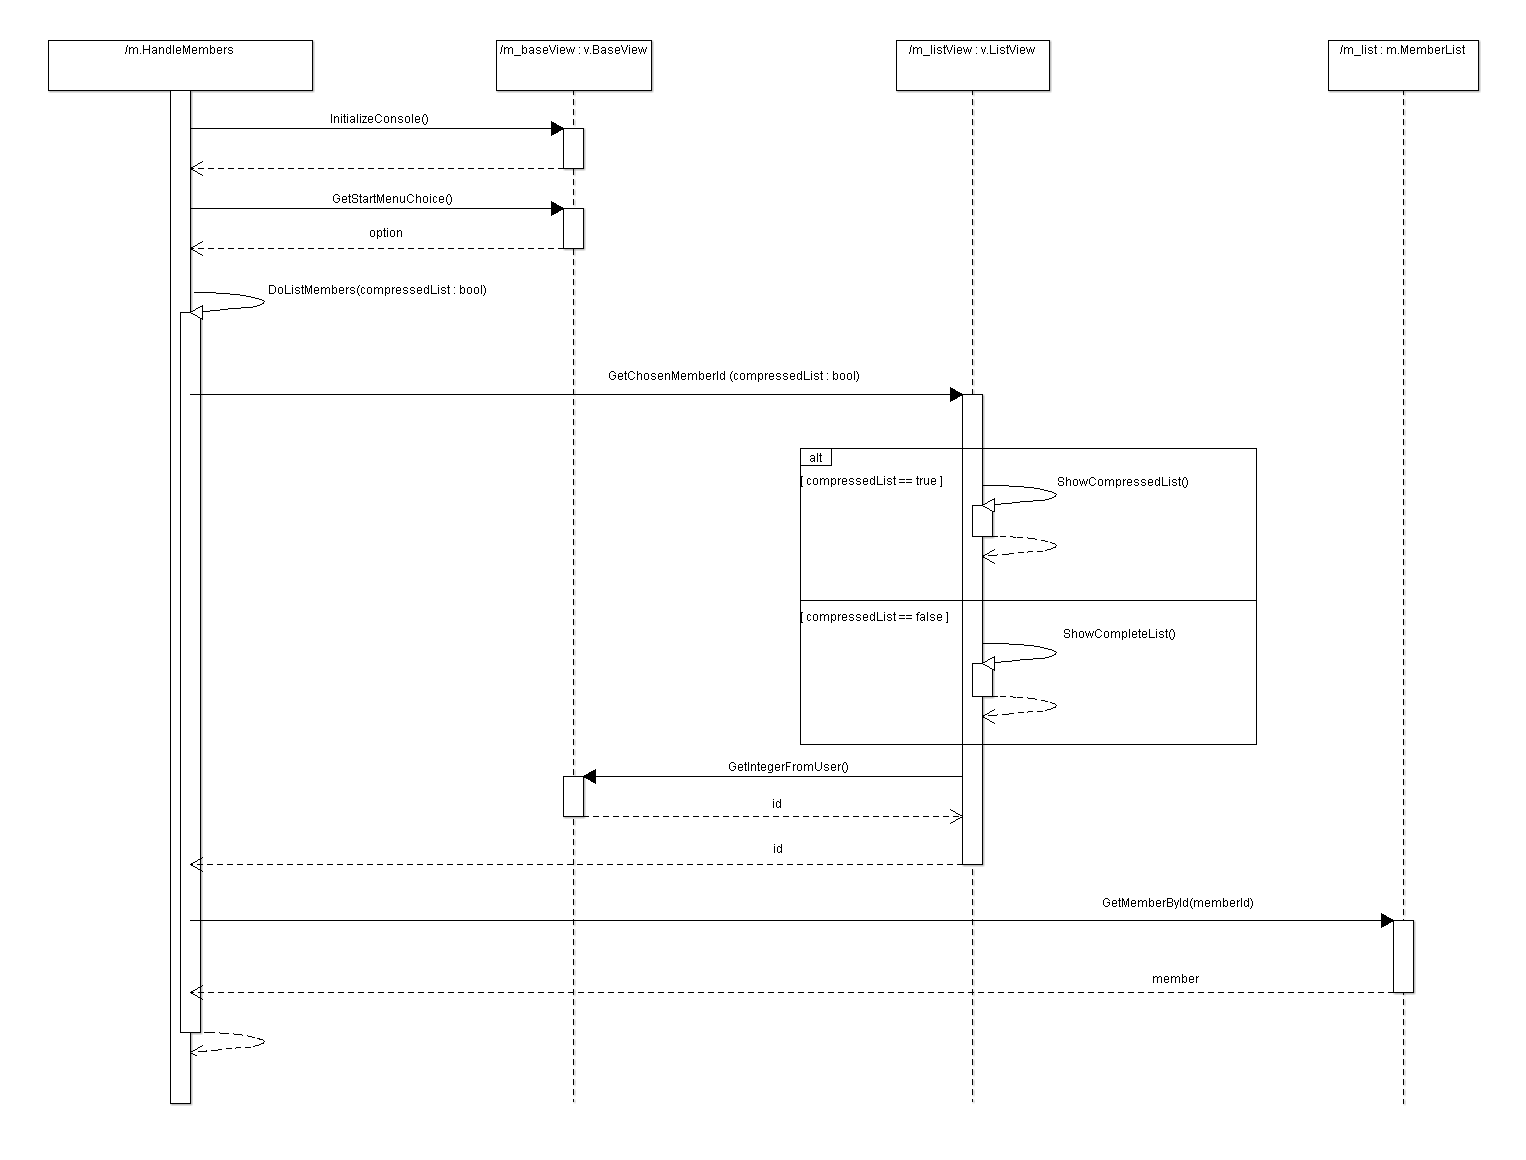 /m.HandleMembers
/m_baseView : v.BaseView
/m_listView : v.ListView
/m_list : m.MemberList
InitializeConsole()
GetStartMenuChoice()
option
DoListMembers(compressedList : bool)
GetChosenMemberId (compressedList : bool)
alt
[ compressedList == true ]
ShowCompressedList()
[ compressedList == false ]
ShowCompleteList()
GetIntegerFromUser()
id
id
GetMemberById(memberId)
member